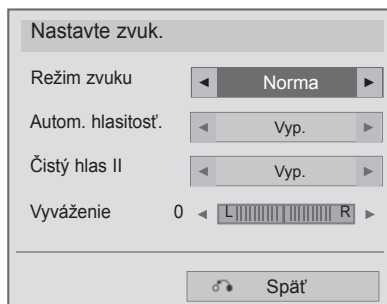 Nastavte zvuk.
Režim zvuku ◄ Norma ►
Autom. hlasitosť. ◄ Vyp. ►
Čistý hlas II ◄ Vyp. ►
Vyváženie 0 ◄ L R ►
Späť